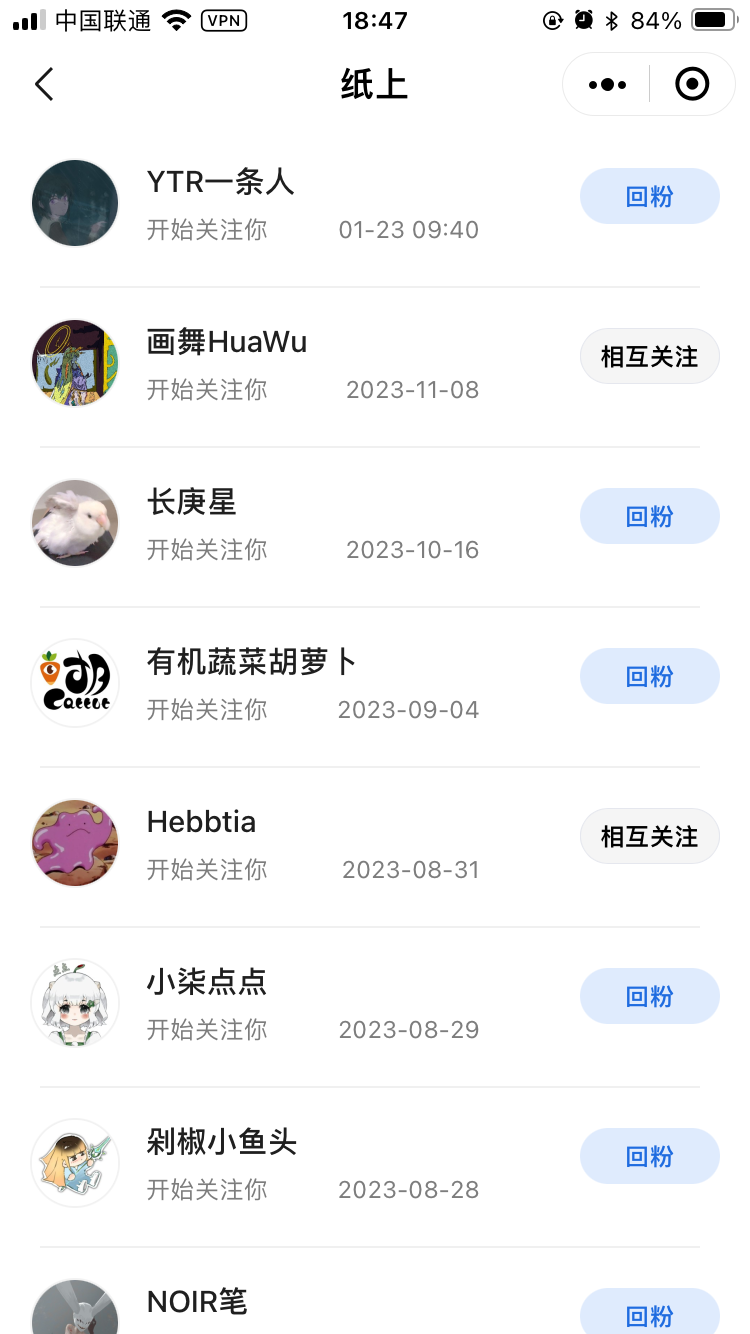 中国联通 VPN 18:47 84%
纸上
YTR一条人
回粉
开始关注你 01-23 09:40
画舞HuaWu
相互关注
开始关注你 2023-11-08
长庚星
回粉
开始关注你 2023-10-16
有机蔬菜胡萝卜
回粉
开始关注你 2023-09-04
胡
Carrot
Hebbtia
相互关注
开始关注你 2023-08-31
小柒点点
回粉
开始关注你 2023-08-29
剁椒小鱼头
回粉
开始关注你 2023-08-28
NOIR笔
回粉